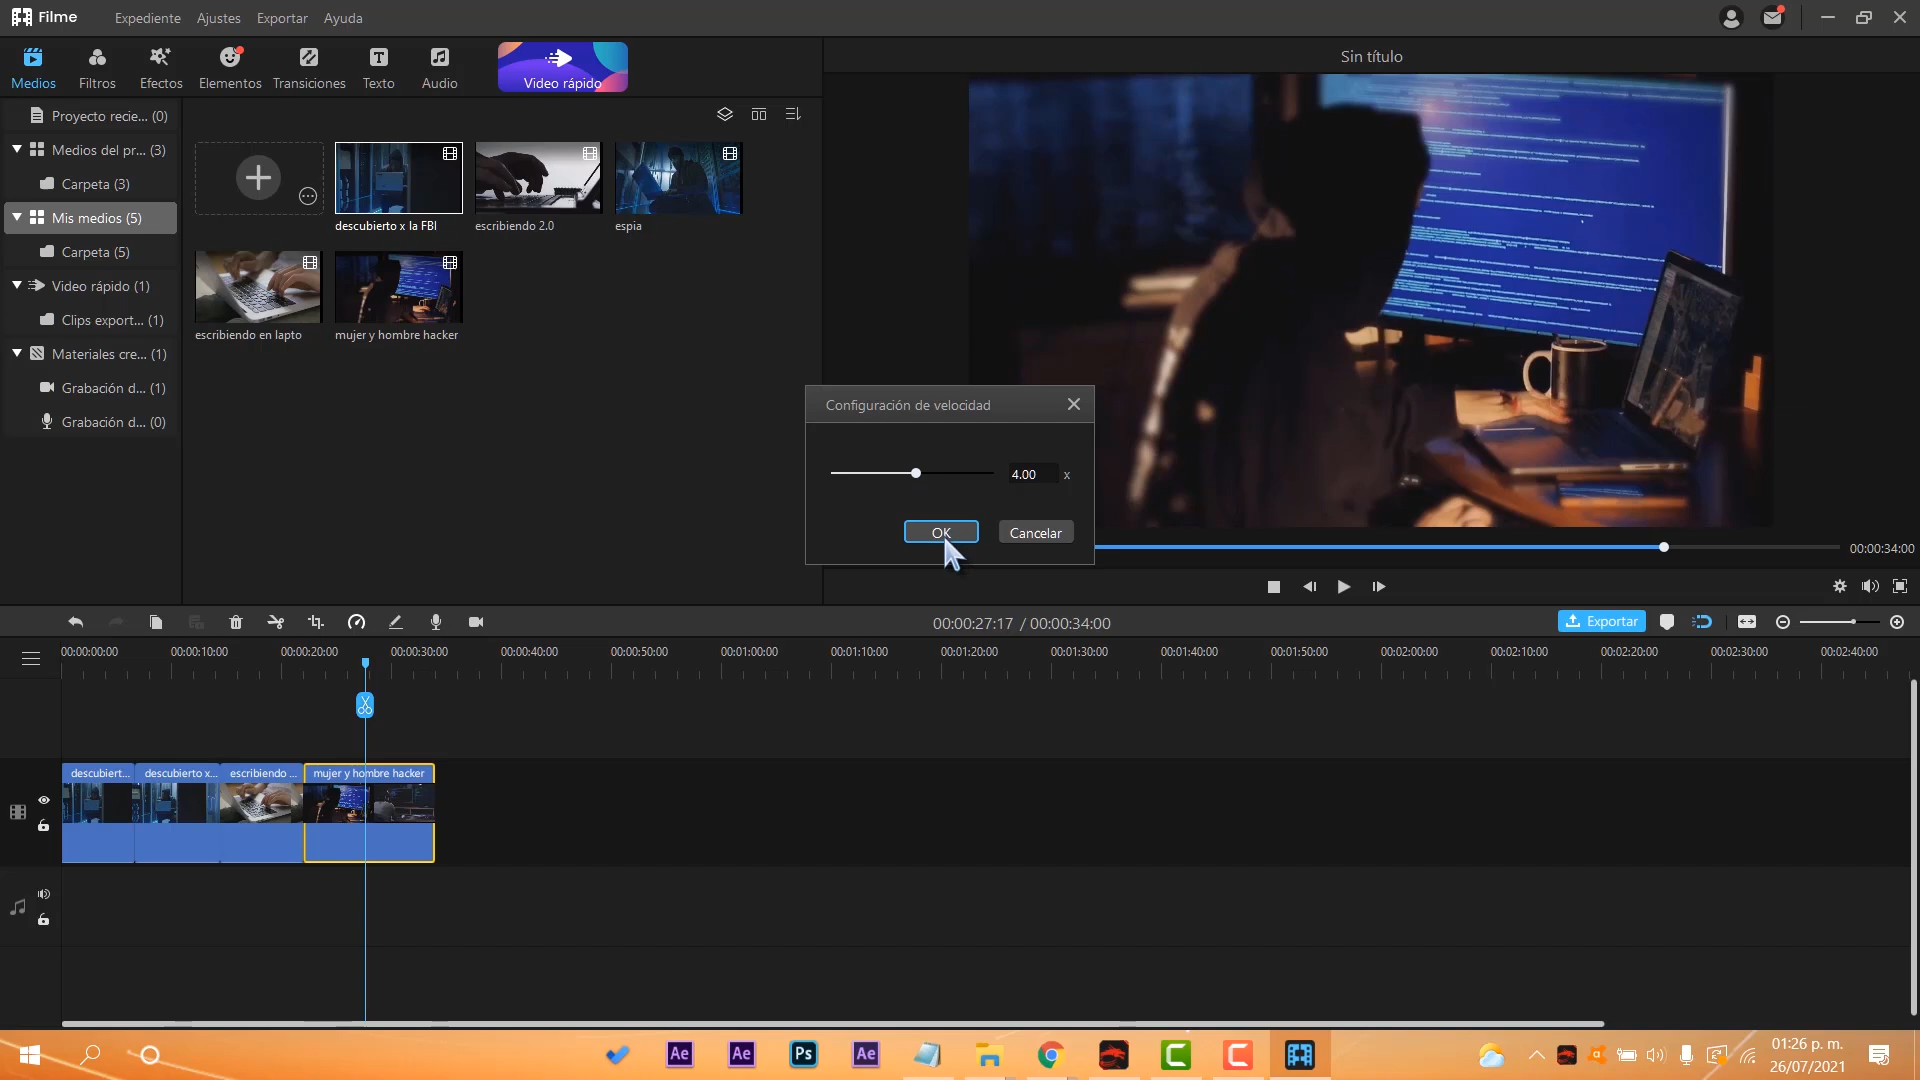 Filme
Expediente Ajustes Exportar Ayuda
Sin título
Medios Filtros Efectos Elementos Transiciones Texto Audio Video rápido
Proyecto recie... (0)
Medios del pr... (3)
Carpeta (3)
Mis medios (5)
Carpeta (5)
Video rápido (1)
Clips export... (1)
Materiales cre... (1)
Grabación d... (1)
Grabación d... (0)
descubierto x la FBI
escribiendo 2.0
espia
escribiendo en lapto
mujer y hombre hacker
Configuración de velocidad
4.00 x
OK Cancelar
00:00:34:00
00:00:27:17 / 00:00:34:00
Exportar
00:00:00:00 00:00:10:00 00:00:20:00 00:00:30:00 00:00:40:00 00:00:50:00 00:01:00:00 00:01:10:00 00:01:20:00 00:01:30:00 00:01:40:00 00:01:50:00 00:02:00:00 00:02:10:00 00:02:20:00 00:02:30:00 00:02:40:00
descubiert... descubierto x... escribiendo ... mujer y hombre hacker
Ae Ae Ps Ae
01:26 p. m.
26/07/2021